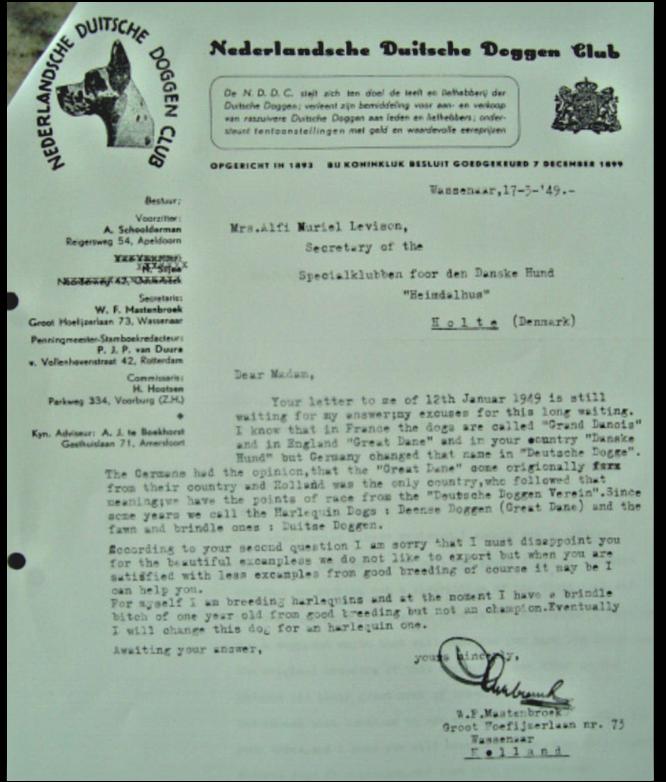 NEDERLANDSCHE DUITSCHE DOGGEN CLUB
Nederlandsche Duitsche Doggen Club
De N. D. D. C. stelt zich ten doel de teelt en liefhebberij der
Duitsche Doggen; verleent zijn bemiddeling voor aan- en verkoop
van raszuivere Duitsche Doggen aan leden en liefhebbers; onder-
steunt tentoonstellingen met geld en waardevolle eereprijzen
OPGERICHT IN 1893 BIJ KONINKLIJK BESLUIT GOEDGEKEURD 7 DECEMBER 1899
Wassenaar,17-5-'49.-
Bestuur:
Voorzitter:
A. Schoolderman
Reigersweg 54, Apeldoorn
Noorderweg 42,
Secretaris:
W. F. Mastenbroek
Groot Hoefijzerlaan 73, Wassenaar
Penningmeester-Stamboekredacteur:
P. J. P. van Duura
v. Vollenhovenstraat 42, Rotterdam
Commissaris:
H. Hootsen
Parkweg 334, Voorburg (Z.H.)
Kyn. Adviseur: A. J. te Boekhorst
Gasthuislaan 71, Amersfoort
Mrs.Alfi Muriel Levison,
Secretary of the
Specialklubben foor den Danske Hund
"Heimdalhus"
Holte (Denmark)
Dear Madam,
Your letter to me of 12th Januar 1949 is still
waiting for my answer;my excuses for this long waiting.
I know that in France the dogs are called "Grand Danois"
and in England "Great Dane" and in your country "Danske
Hund" but Germany changed that name in "Deutsche Dogge".
The Germans had the opinion,that the "Great Dane" come origionally
from their country and Holland was the only country,who followed that
meaning;we have the points of race from the "Deutsche Doggen Verein".Since
some years we call the Harlequin Dogs : Deense Doggen (Great Dane) and the
fawn and brindle ones : Duitse Doggen.
According to your second question I am sorry that I must disappoint you
for the beautiful excampless we do not like to export but when you are
satisfied with less excamples from good breeding of course it may be I
can help you.
For myself I am breeding harlequins and at the moment I have a brindle
bitch of one year old from good breeding but not an champion.Eventually
I will change this dog for an harlequin one.
Awaiting your answer,
yours sincerly,
W.F.Mastenbroek
Groot Hoefijzerlaan nr. 73
Wassenaar
Holland